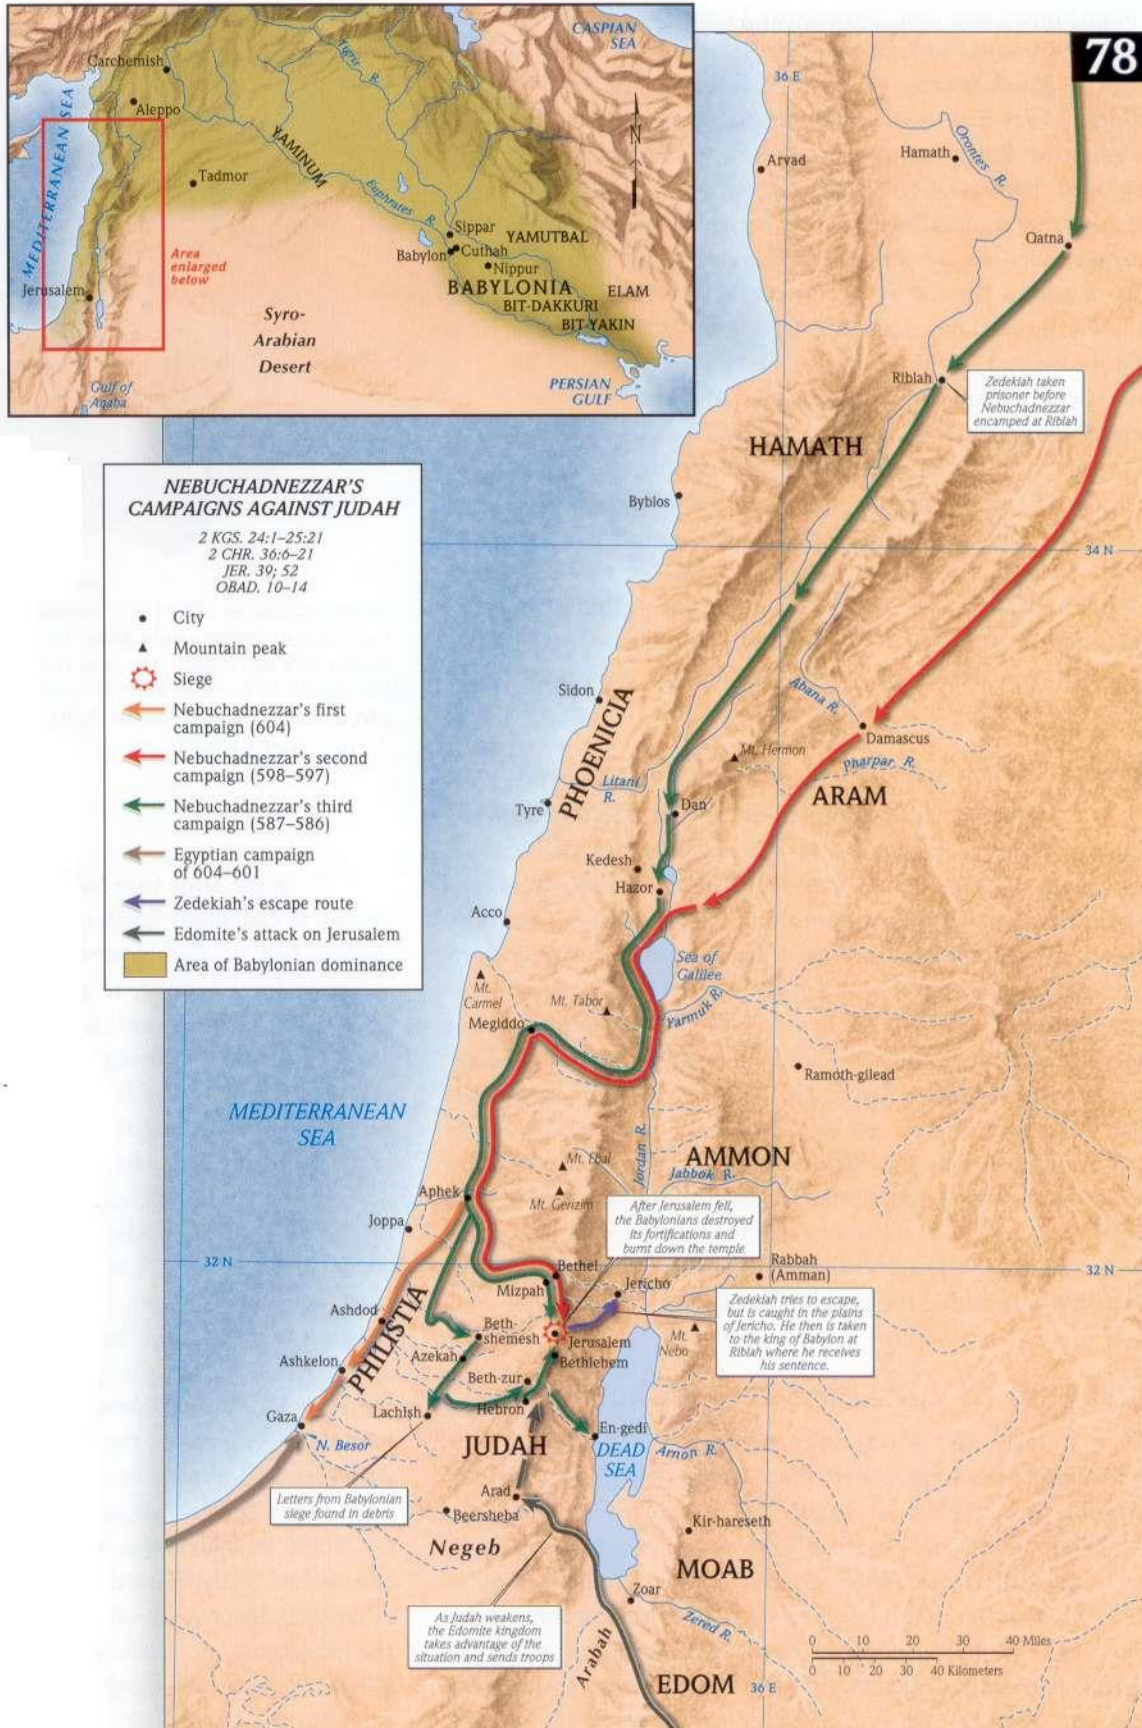 78
CASPIAN
SEA
Carchemish
Tigris R.
Aleppo
MEDITERRANEAN SEA
YAMINUM
N
Tadmor
Euphrates R.
Sippar
YAMUTBAL
Babylon
Cuthah
Nippur
Area
enlarged
below
BABYLONIA
ELAM
Jerusalem
BIT-DAKKURI
Syro-
Arabian
Desert
BIT-YAKIN
Gulf of
Aqaba
PERSIAN
GULF
NEBUCHADNEZZAR'S
CAMPAIGNS AGAINST JUDAH
2 KGS. 24:1–25:21
2 CHR. 36:6–21
JER. 39; 52
OBAD. 10–14
City
Mountain peak
Siege
Nebuchadnezzar's first
campaign (604)
Nebuchadnezzar's second
campaign (598–597)
Nebuchadnezzar's third
campaign (587–586)
Egyptian campaign
of 604–601
Zedekiah's escape route
Edomite's attack on Jerusalem
Area of Babylonian dominance
36 E
Arvad
Hamath
Orontes R.
Qatna
Riblah
Zedekiah taken
prisoner before
Nebuchadnezzar
encamped at Riblah
HAMATH
Byblos
34 N
Sidon
PHOENICIA
Abana R.
Damascus
Mt. Hermon
Pharpar R.
Litani
R.
ARAM
Tyre
Dan
Kedesh
Hazor
Acco
Sea of
Galilee
Mt.
Carmel
Mt. Tabor
Yarmuk R.
Megiddo
Ramoth-gilead
MEDITERRANEAN
SEA
Jordan R.
AMMON
Mt. Ebal
Jabbok R.
Aphek
Mt. Gerizim
After Jerusalem fell,
the Babylonians destroyed
its fortifications and
burnt down the temple
Joppa
32 N
Bethel
Rabbah
(Amman)
32 N
Mizpah
Jericho
Ashdod
PHILISTIA
Beth-
shemesh
Jerusalem
Mt.
Nebo
Zedekiah tries to escape,
but is caught in the plains
of Jericho. He then is taken
to the king of Babylon at
Riblah where he receives
his sentence.
Ashkelon
Azekah
Bethlehem
Beth-zur
Gaza
Lachish
Hebron
En-gedi
N. Besor
JUDAH
DEAD
SEA
Arnon R.
Letters from Babylonian
siege found in debris
Arad
Beersheba
Kir-hareseth
Negeb
MOAB
Zoar
As Judah weakens,
the Edomite kingdom
takes advantage of the
situation and sends troops
Zered R.
Arabah
0 10 20 30 40 Miles
0 10 20 30 40 Kilometers
EDOM
36 E